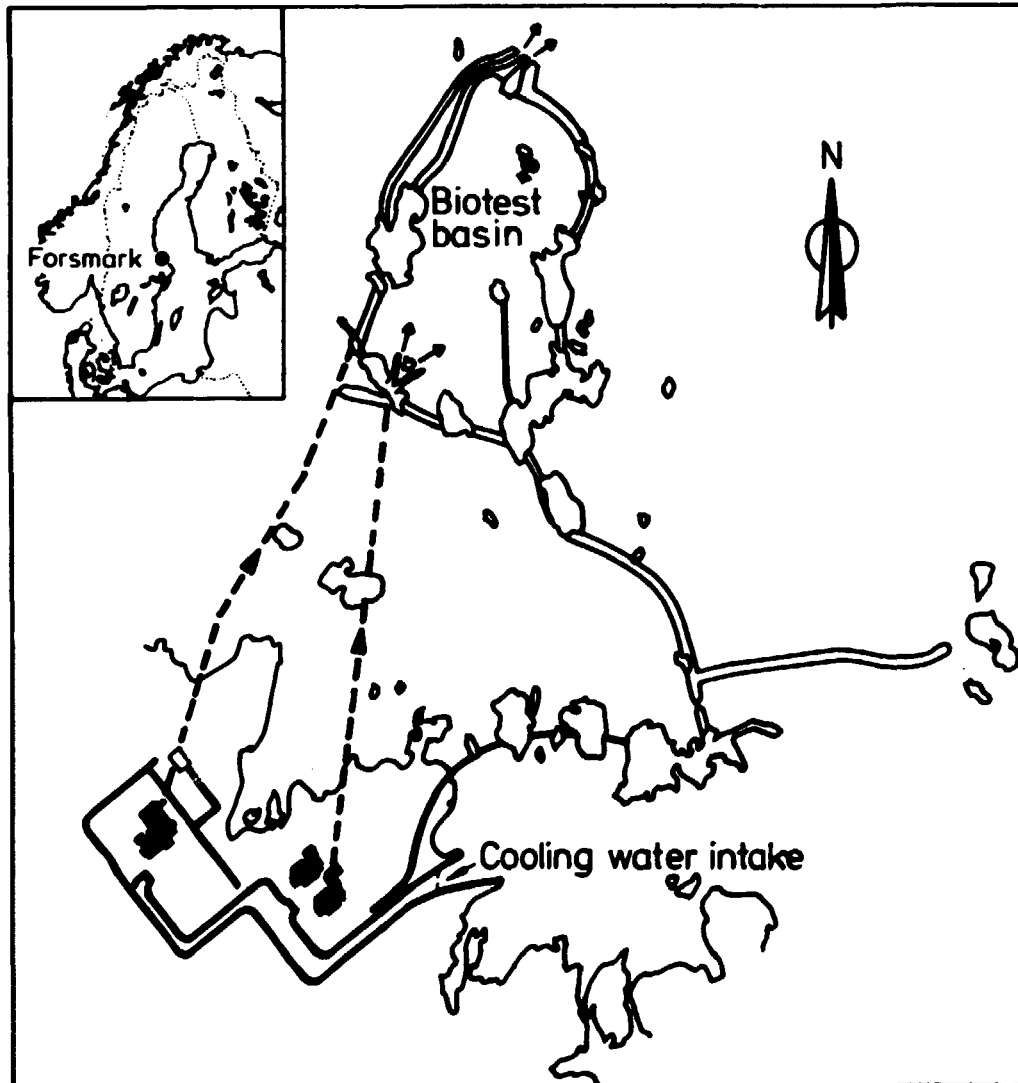 Forsmark
Biotest
basin
N
Cooling water intake